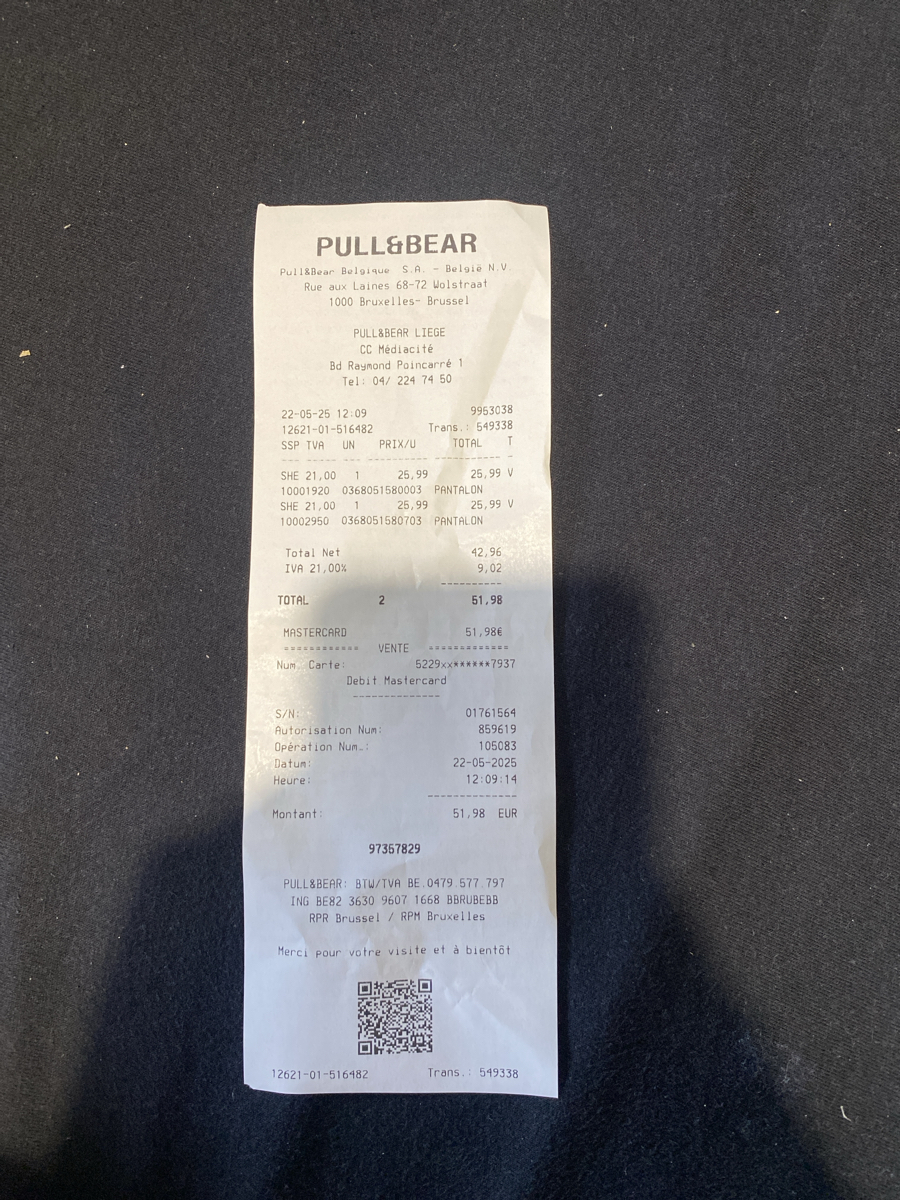 PULL&BEAR
Pull&Bear Belgique S.A. - België N.V.
Rue aux Laines 68-72 Wolstraat
1000 Bruxelles- Brussel
PULL&BEAR LIEGE
CC Médiacité
Bd Raymond Poincarré 1
Tel: 04/ 224 74 50
22-05-25 12:09 9953038
12621-01-516482 Trans.: 549338
SSP TVA UN PRIX/U TOTAL T
--- ----- --- ---------- ----------- -
SHE 21,00 1 25,99 25,99 V
10001920 0368051580003 PANTALON
SHE 21,00 1 25,99 25,99 V
10002950 0368051580703 PANTALON
Total Net 42,96
IVA 21,00% 9,02
----------
TOTAL 2 51,98
MASTERCARD 51,98€
============ VENTE =============
Num. Carte: 5229xx******7937
Debit Mastercard
--------------
S/N: 01761564
Autorisation Num: 859619
Opération Num.: 105083
Datum: 22-05-2025
Heure: 12:09:14
--------------
Montant: 51,98 EUR
97357829
PULL&BEAR: BTW/TVA BE.0479.577.797
ING BE82 3630 9607 1668 BBRUBEBB
RPR Brussel / RPM Bruxelles
Merci pour votre visite et à bientôt
12621-01-516482 Trans.: 549338